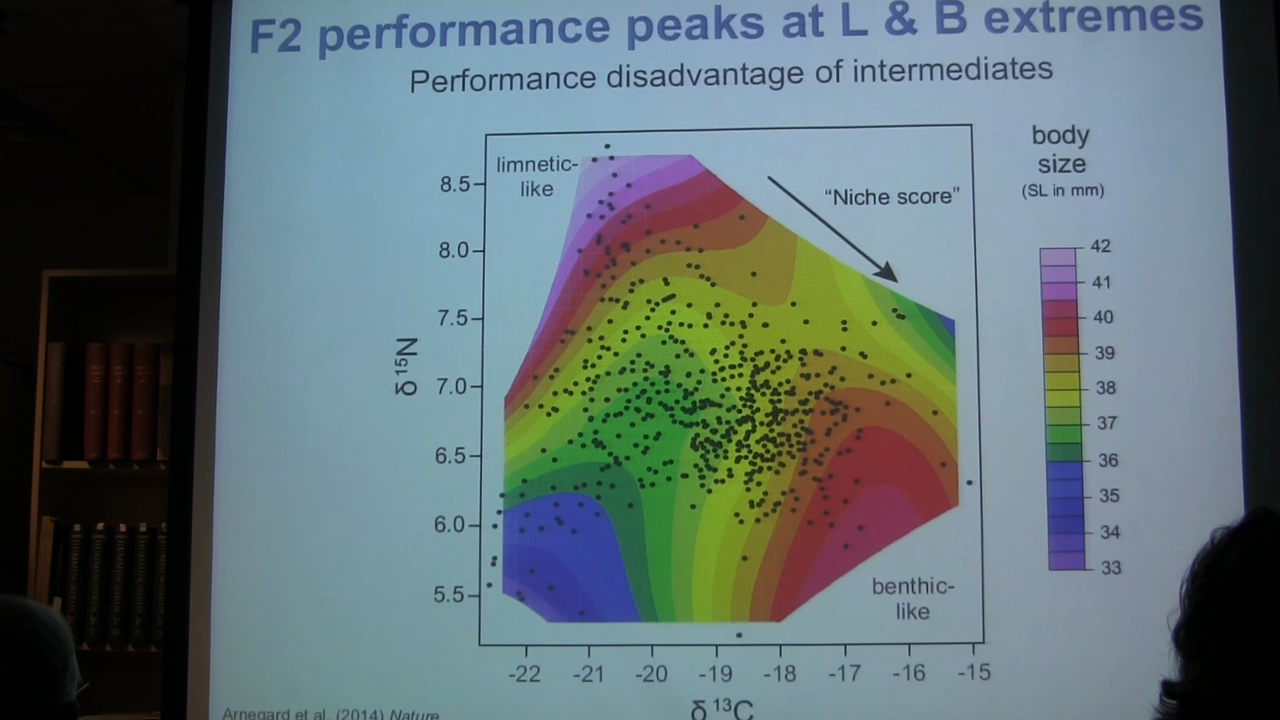 F2 performance peaks at L & B extremes
Performance disadvantage of intermediates
limnetic-
like
"Niche score"
benthic-
like
body
size
(SL in mm)
42
41
40
39
38
37
36
35
34
33
δ 15N
8.5
8.0
7.5
7.0
6.5
6.0
5.5
-22 -21 -20 -19 -18 -17 -16 -15
δ 13C
Arnegard et al. (2014) Nature